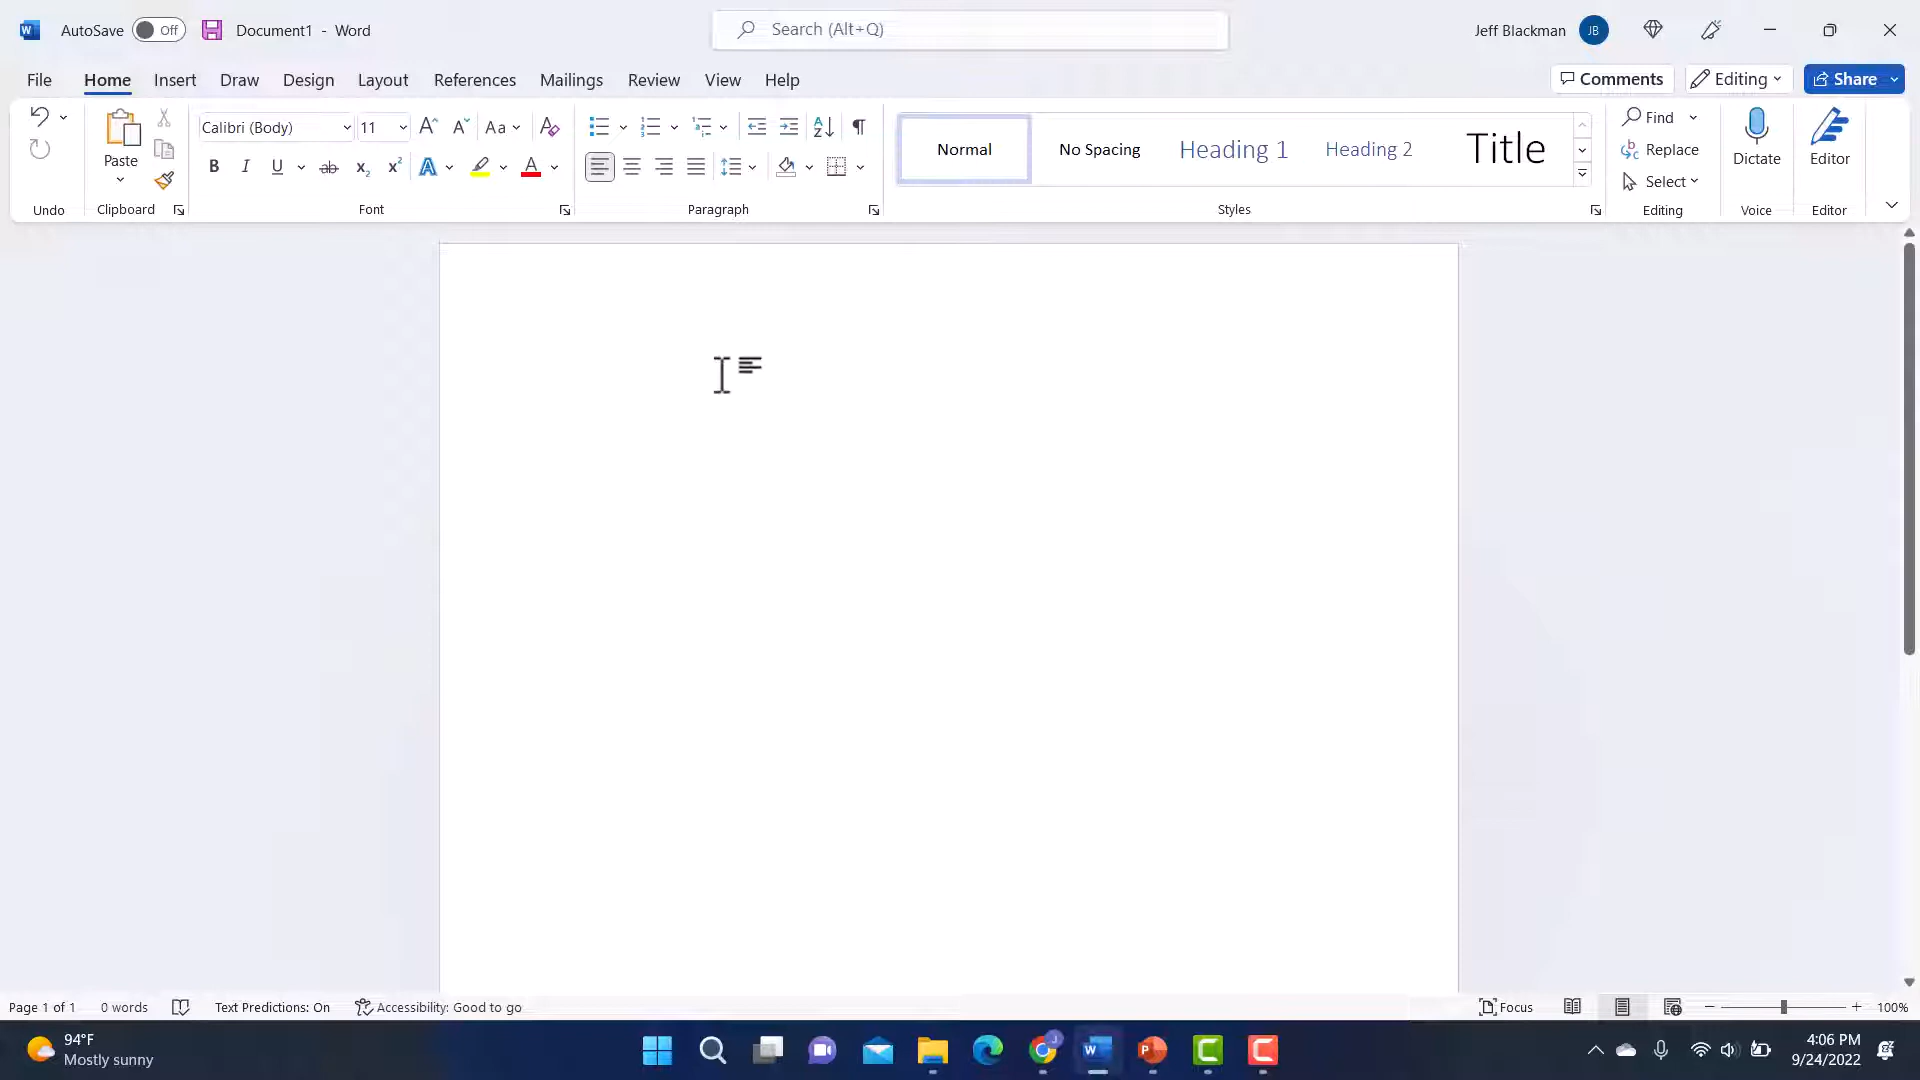 AutoSave Off Document1 - Word Search (Alt+Q) Jeff Blackman JB
File Home Insert Draw Design Layout References Mailings Review View Help Comments Editing Share
Calibri (Body) 11 Aa
Paste
Normal No Spacing Heading 1 Heading 2 Title
Find
Replace
Select
Dictate Editor
Undo Clipboard Font Paragraph Styles Editing Voice Editor
Page 1 of 1 0 words Text Predictions: On Accessibility: Good to go Focus 100%
94°F
Mostly sunny
4:06 PM
9/24/2022